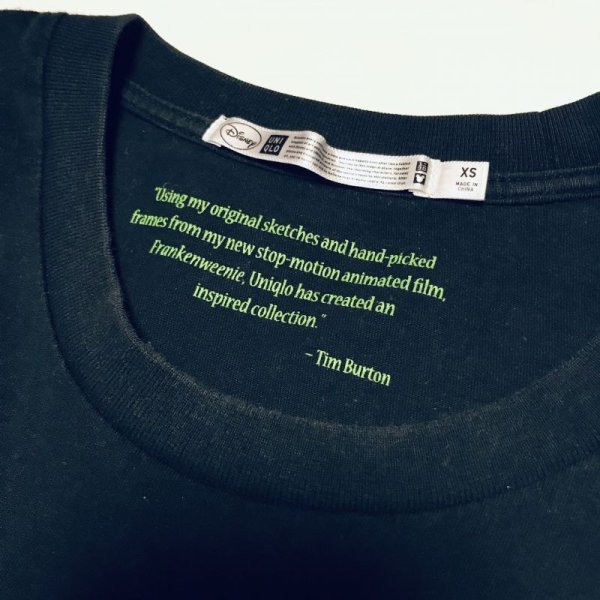 Disney
UNI
QLO
XS
MADE IN
CHINA
"Using my original sketches and hand-picked
frames from my new stop-motion animated film,
Frankenweenie, Uniqlo has created an
inspired collection."
– Tim Burton